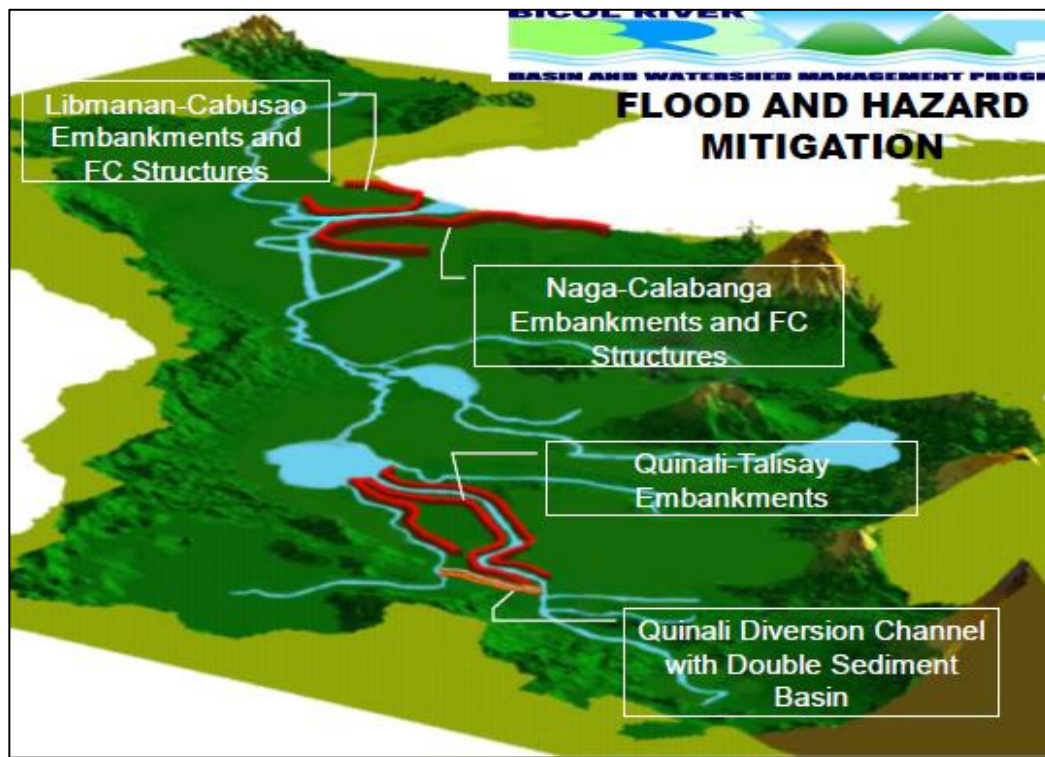 BICOL RIVER
BASIN AND WATERSHED MANAGEMENT PROGR
FLOOD AND HAZARD
MITIGATION
Libmanan-Cabusao
Embankments and
FC Structures
Naga-Calabanga
Embankments and FC
Structures
Quinali-Talisay
Embankments
Quinali Diversion Channel
with Double Sediment
Basin